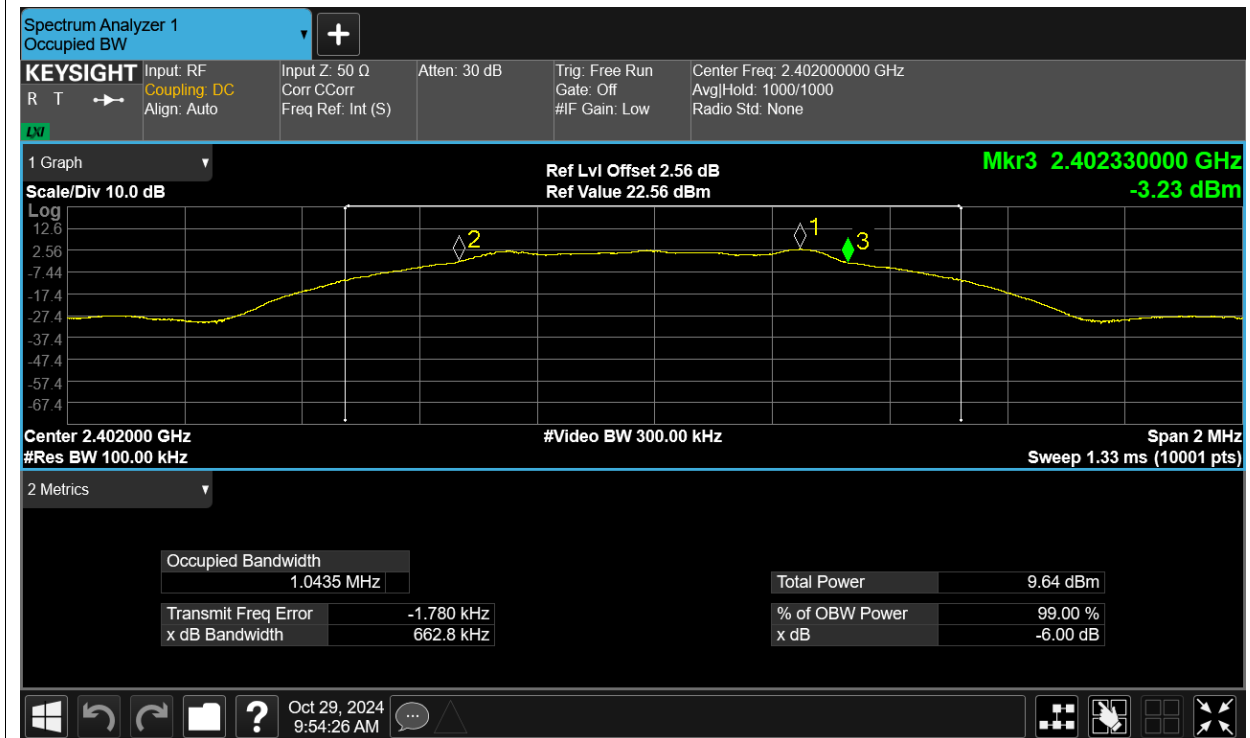 Spectrum Analyzer 1
Occupied BW
KEYSIGHT
R T
LXI
Input: RF
Coupling: DC
Align: Auto
Input Z: 50 Ω
Corr CCorr
Freq Ref: Int (S)
Atten: 30 dB
Trig: Free Run
Gate: Off
#IF Gain: Low
Center Freq: 2.402000000 GHz
Avg|Hold: 1000/1000
Radio Std: None
1 Graph
Scale/Div 10.0 dB
Ref Lvl Offset 2.56 dB
Ref Value 22.56 dBm
Mkr3 2.402330000 GHz
-3.23 dBm
Log
12.6
2.56
-7.44
-17.4
-27.4
-37.4
-47.4
-57.4
-67.4
2
1
3
Center 2.402000 GHz
#Res BW 100.00 kHz
#Video BW 300.00 kHz
Span 2 MHz
Sweep 1.33 ms (10001 pts)
2 Metrics
Occupied Bandwidth
1.0435 MHz
Transmit Freq Error -1.780 kHz
x dB Bandwidth 662.8 kHz
Total Power 9.64 dBm
% of OBW Power 99.00 %
x dB -6.00 dB
?
Oct 29, 2024
9:54:26 AM